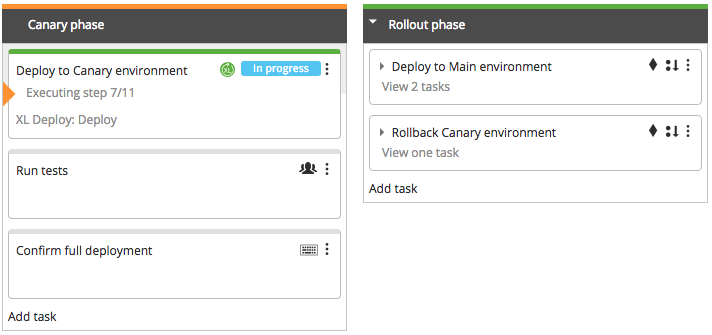 Canary phase
Deploy to Canary environment
XL
In progress
Executing step 7/11
XL Deploy: Deploy
Run tests
Confirm full deployment
Add task
Rollout phase
Deploy to Main environment
View 2 tasks
Rollback Canary environment
View one task
Add task